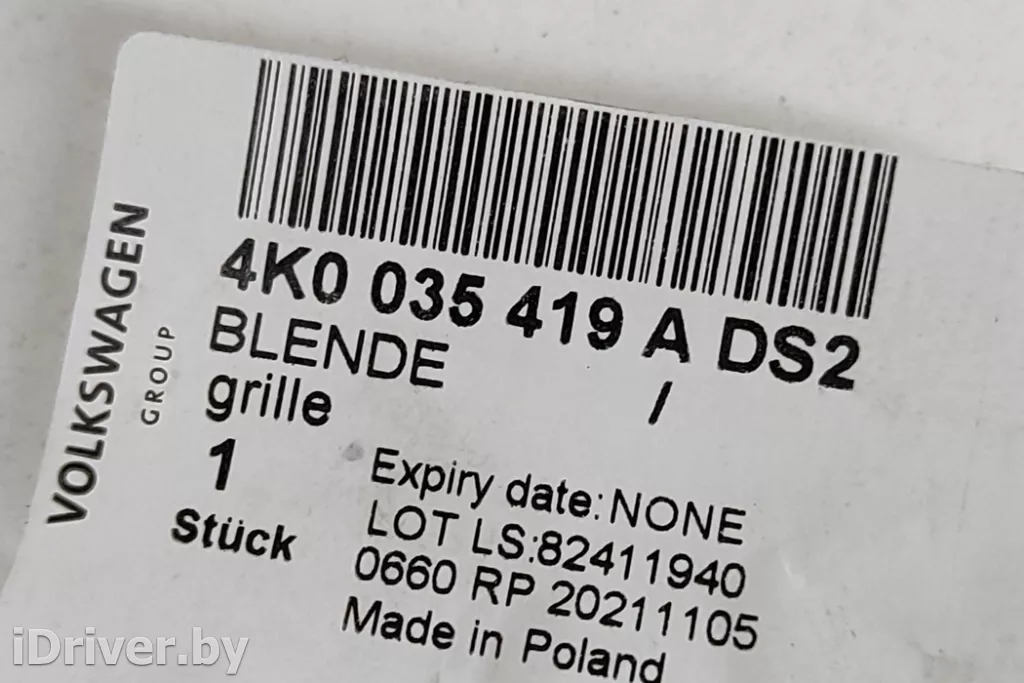 VOLKSWAGEN
GROUP
4K0 035 419 A DS2
BLENDE
grille
/
1
Stück
Expiry date: NONE
LOT LS:82411940
0660 RP 20211105
Made in Poland
iDriver.by